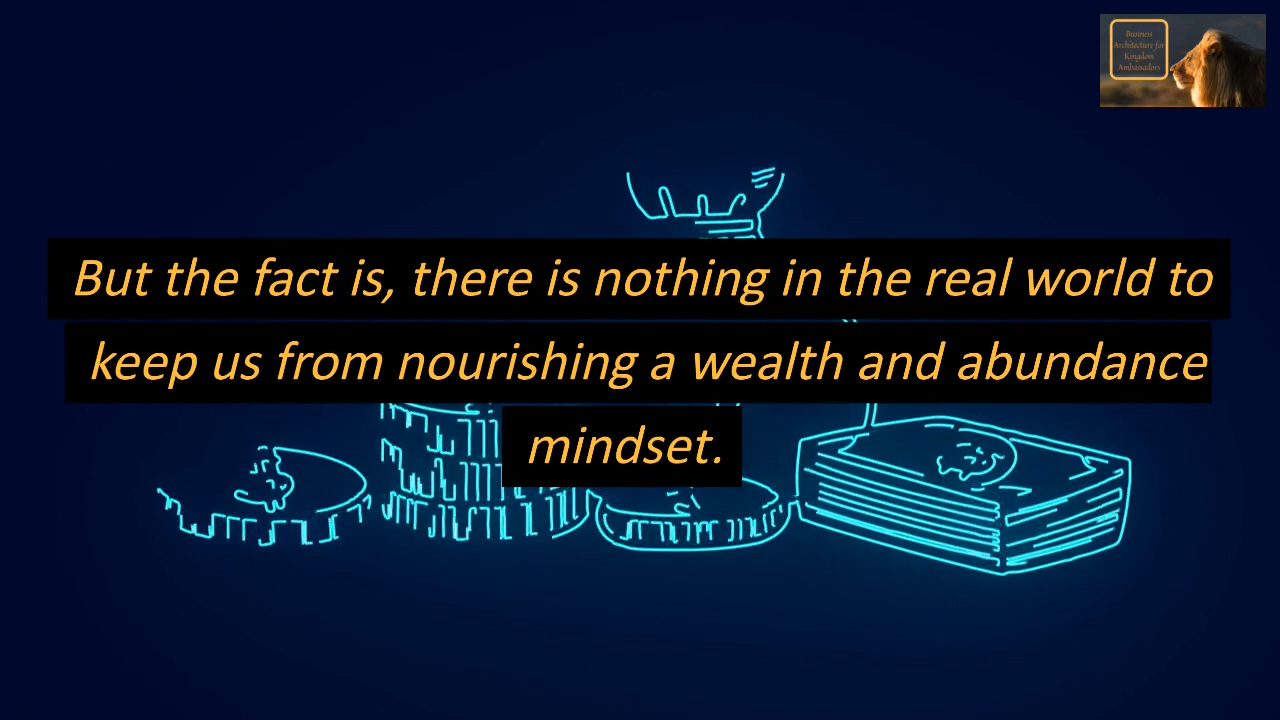 Business
Architecture for
Kingdom
Ambassadors
But the fact is, there is nothing in the real world to
keep us from nourishing a wealth and abundance
mindset.